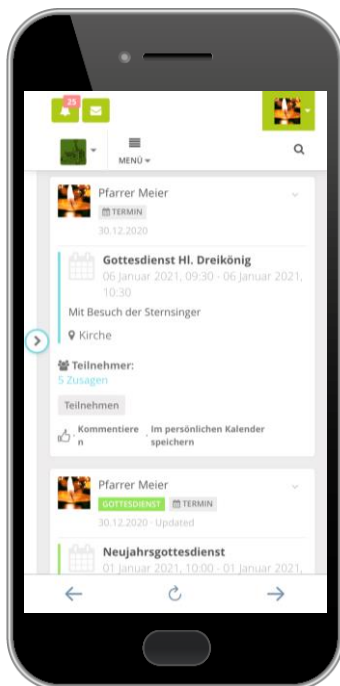 25
MENÜ
Pfarrer Meier
TERMIN
30.12.2020
Gottesdienst Hl. Dreikönig
06 Januar 2021, 09:30 - 06 Januar 2021,
10:30
Mit Besuch der Sternsinger
Kirche
Teilnehmer:
5 Zusagen
Teilnehmen
Kommentiere · Im persönlichen Kalender
n speichern
Pfarrer Meier
GOTTESDIENST TERMIN
30.12.2020 · Updated
Neujahrsgottesdienst
01 Januar 2021, 10:00 - 01 Januar 2021,